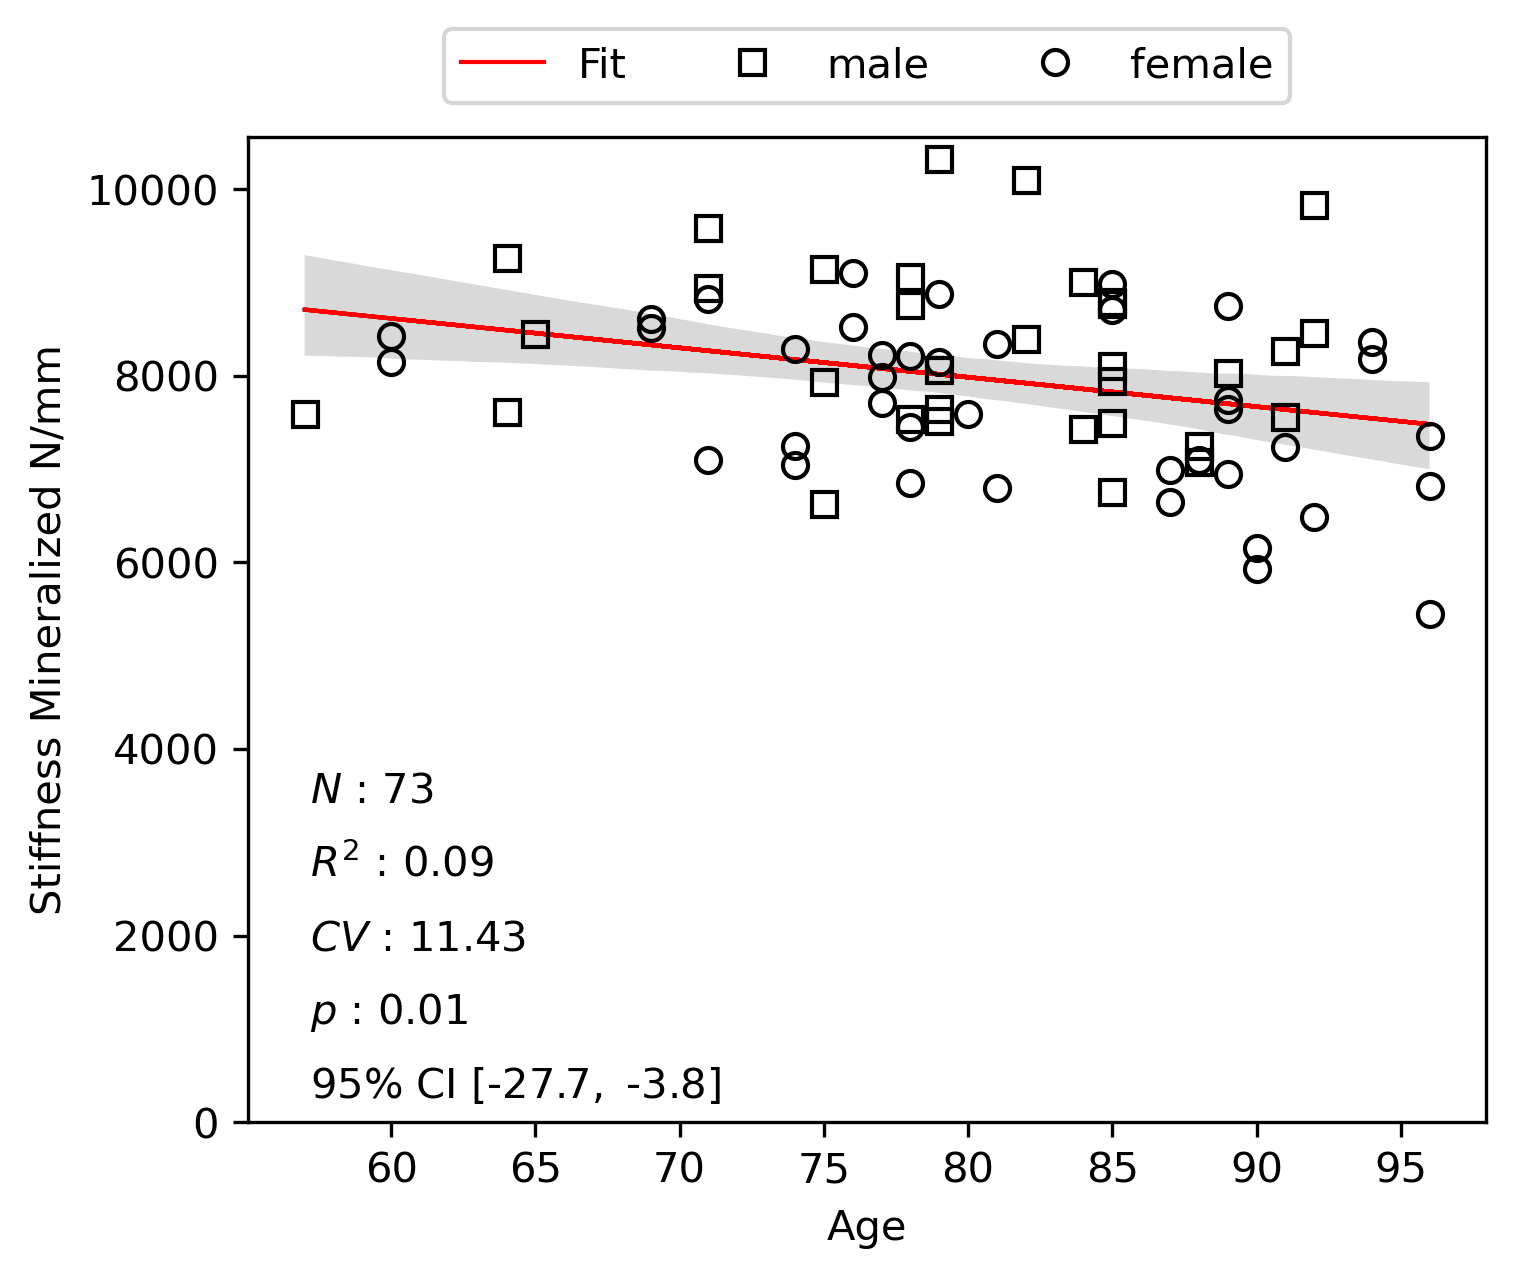 Fit male female
10000
8000
6000
4000
2000
0
Stiffness Mineralized N/mm
N : 73
R² : 0.09
CV : 11.43
p : 0.01
95% CI [-27.7, -3.8]
60 65 70 75 80 85 90 95
Age